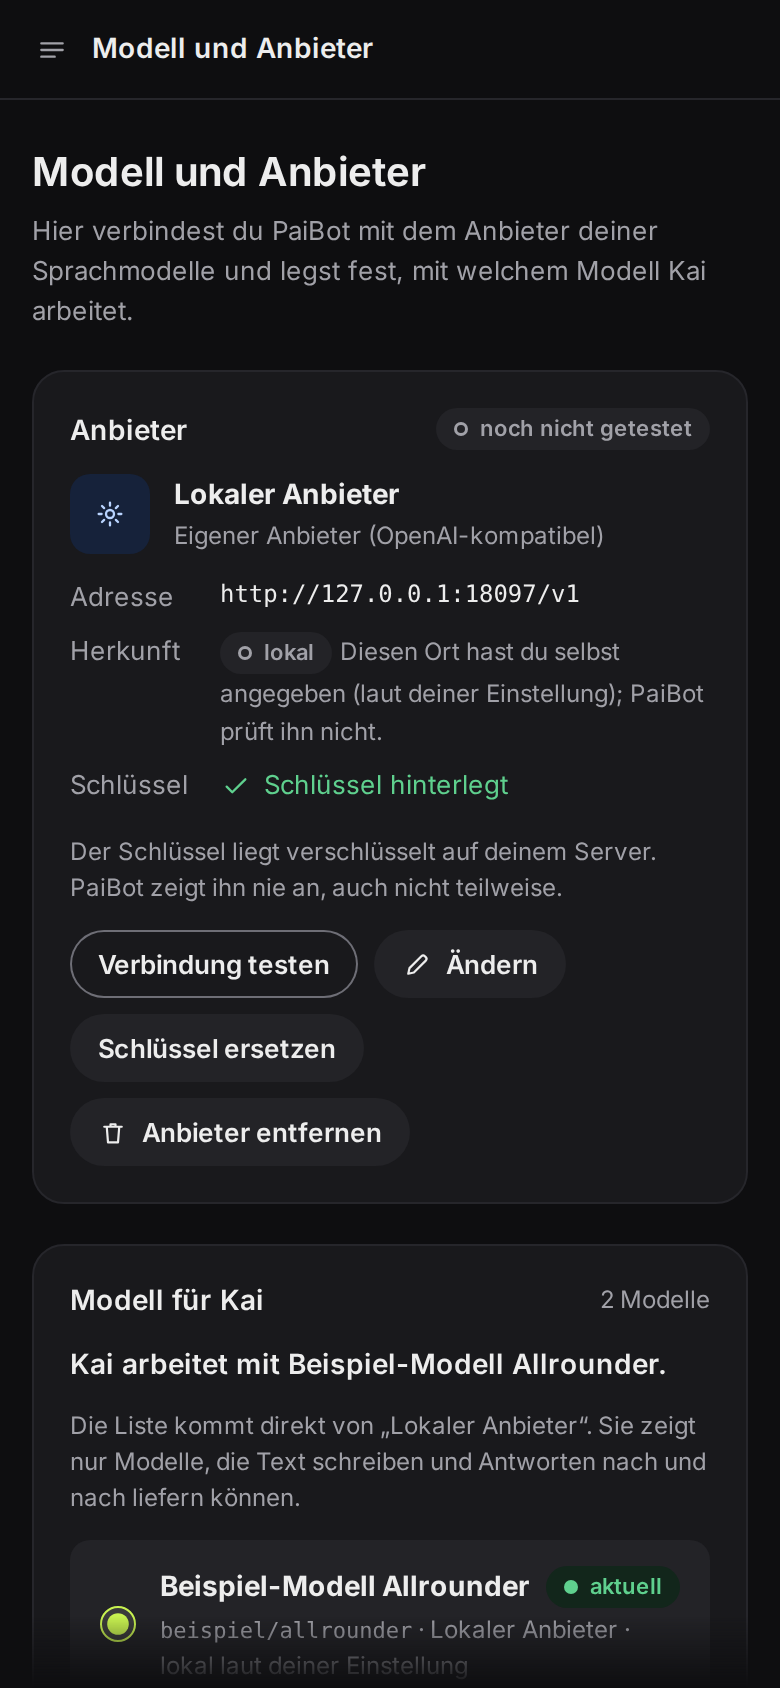 Modell und Anbieter
Modell und Anbieter
Hier verbindest du PaiBot mit dem Anbieter deiner
Sprachmodelle und legst fest, mit welchem Modell Kai
arbeitet.
Anbieter
noch nicht getestet
Lokaler Anbieter
Eigener Anbieter (OpenAI-kompatibel)
Adresse http://127.0.0.1:18097/v1
Herkunft lokal Diesen Ort hast du selbst
angegeben (laut deiner Einstellung); PaiBot
prüft ihn nicht.
Schlüssel Schlüssel hinterlegt
Der Schlüssel liegt verschlüsselt auf deinem Server.
PaiBot zeigt ihn nie an, auch nicht teilweise.
Verbindung testen Ändern
Schlüssel ersetzen
Anbieter entfernen
Modell für Kai 2 Modelle
Kai arbeitet mit Beispiel-Modell Allrounder.
Die Liste kommt direkt von „Lokaler Anbieter“. Sie zeigt
nur Modelle, die Text schreiben und Antworten nach und
nach liefern können.
Beispiel-Modell Allrounder aktuell
beispiel/allrounder · Lokaler Anbieter ·
lokal laut deiner Einstellung